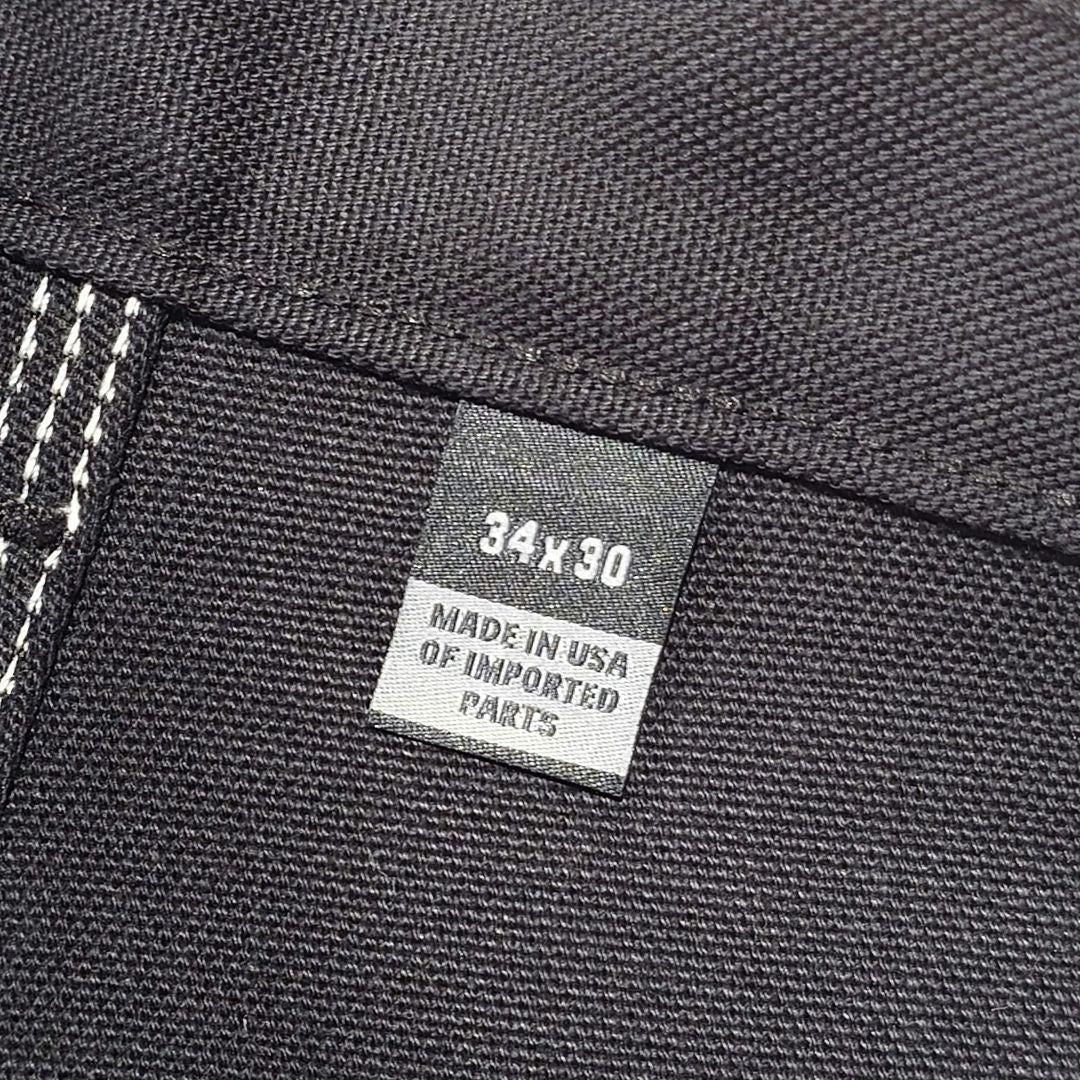 34x30
MADE IN USA
OF IMPORTED
PARTS